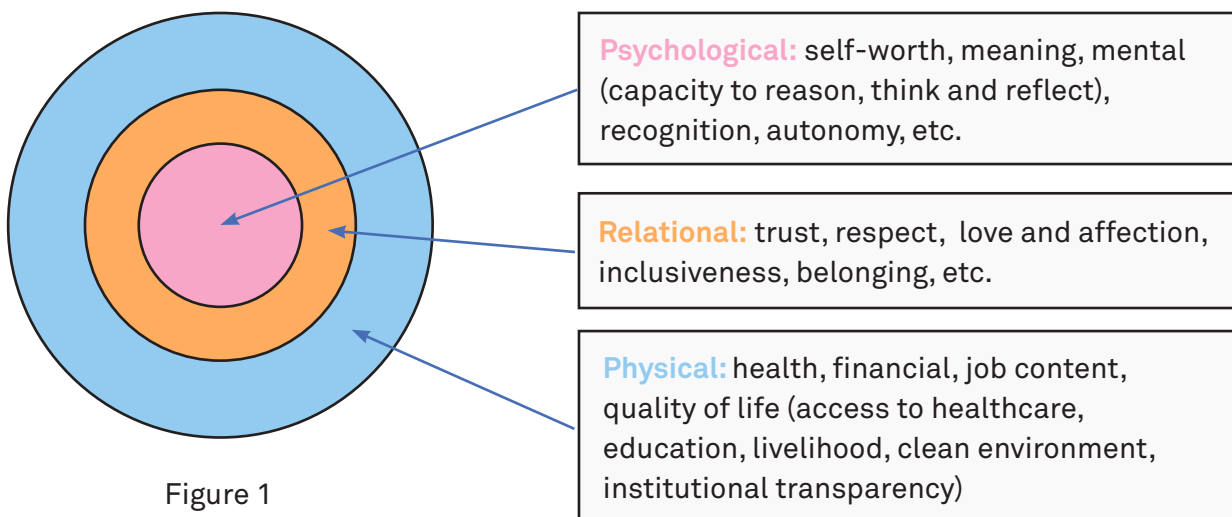 Psychological: self-worth, meaning, mental
(capacity to reason, think and reflect),
recognition, autonomy, etc.
Relational: trust, respect, love and affection,
inclusiveness, belonging, etc.
Physical: health, financial, job content,
quality of life (access to healthcare,
education, livelihood, clean environment,
institutional transparency)
Figure 1